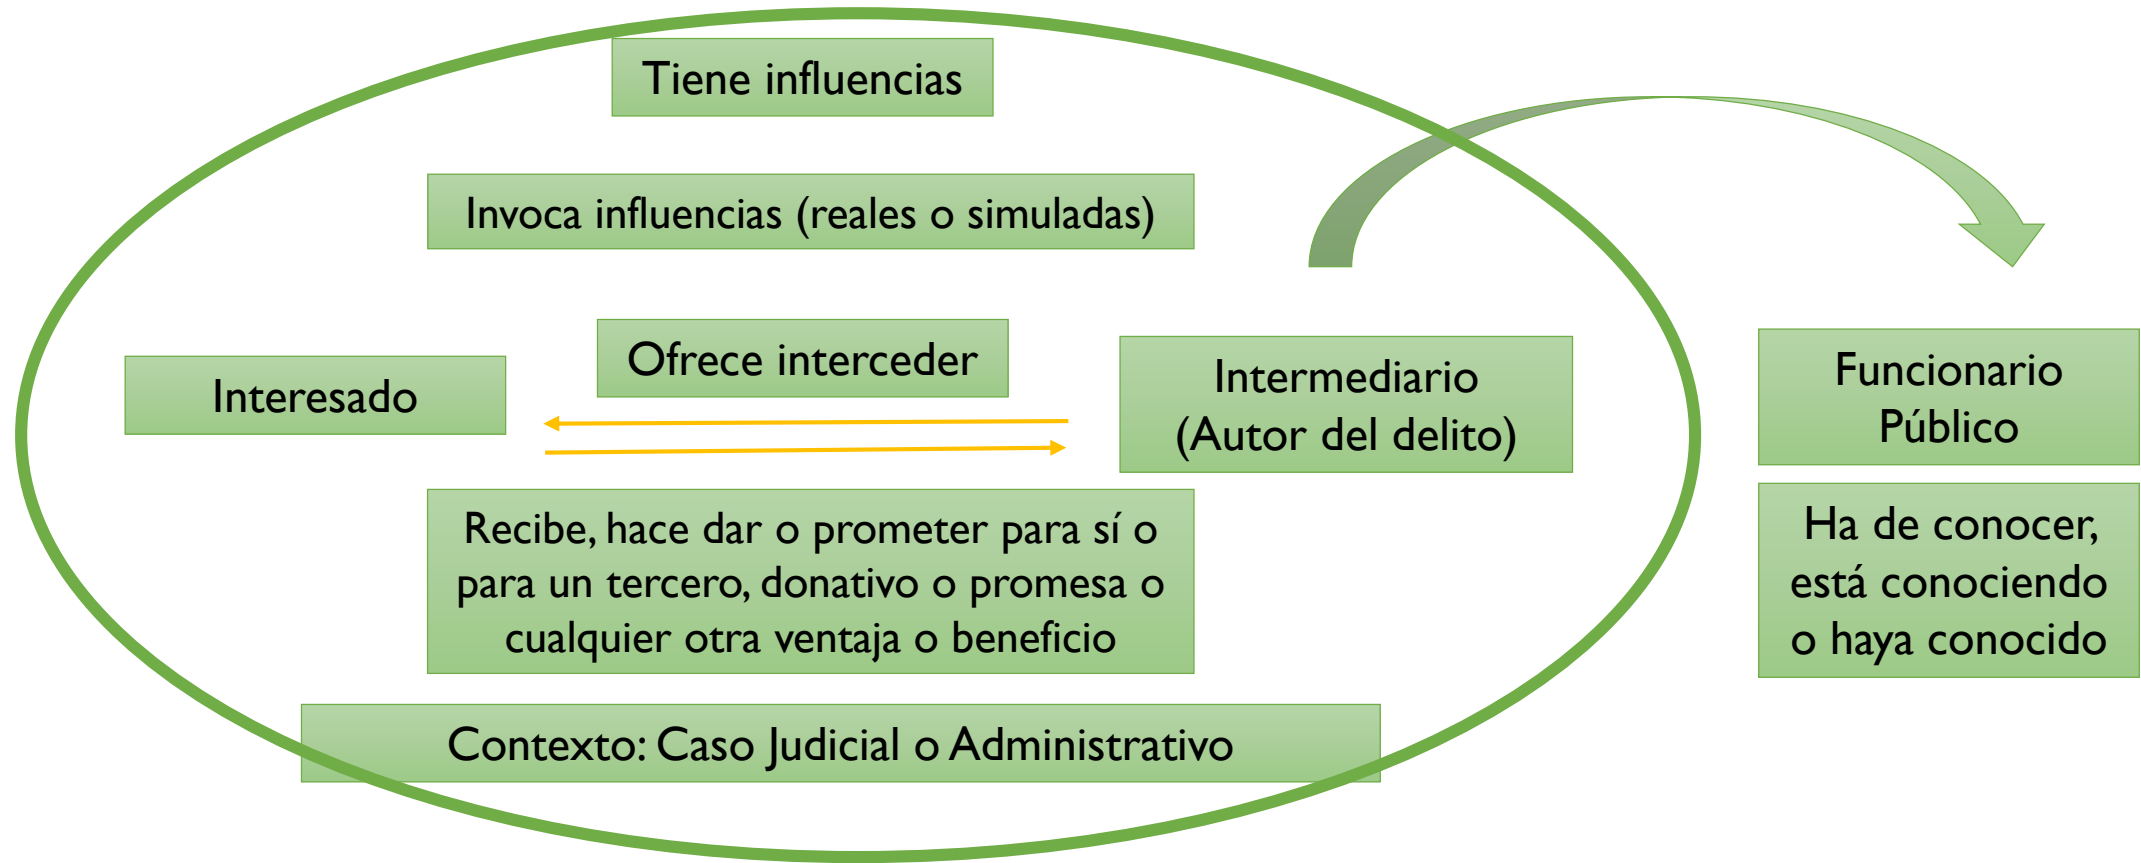 Tiene influencias
Invoca influencias (reales o simuladas)
Ofrece interceder
Interesado
Intermediario
(Autor del delito)
Recibe, hace dar o prometer para sí o
para un tercero, donativo o promesa o
cualquier otra ventaja o beneficio
Contexto: Caso Judicial o Administrativo
Funcionario
Público
Ha de conocer,
está conociendo
o haya conocido